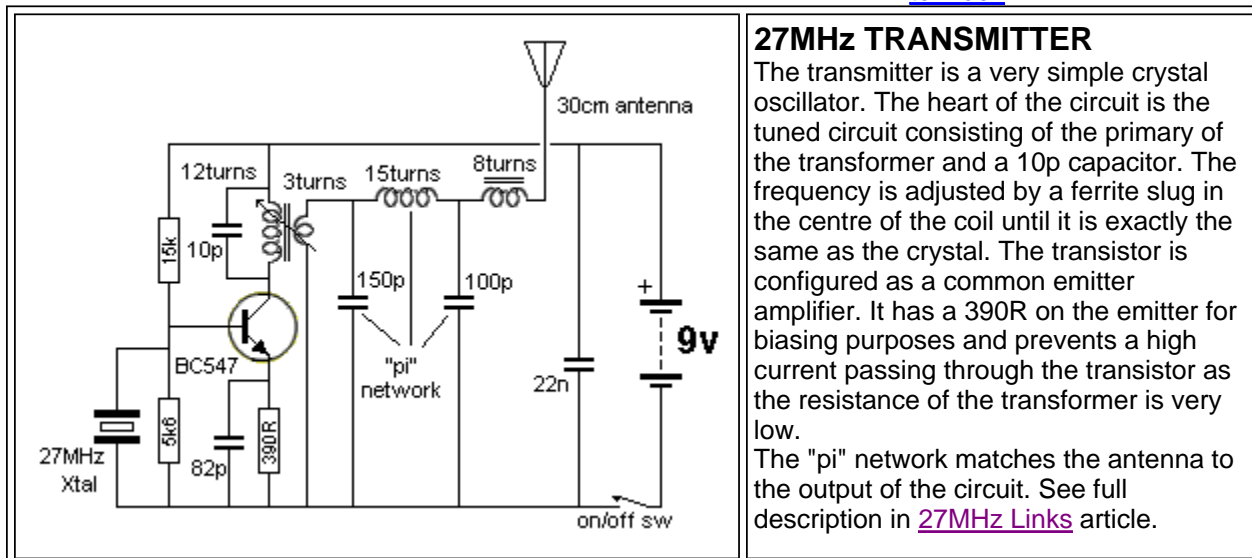 30cm antenna
12turns
3turns
15turns
8turns
10p
15k
150p
100p
+
9v
BC547
"pi"
network
22n
5k6
390R
82p
27MHz
Xtal
on/off sw
27MHz TRANSMITTER
The transmitter is a very simple crystal
oscillator. The heart of the circuit is the
tuned circuit consisting of the primary of
the transformer and a 10p capacitor. The
frequency is adjusted by a ferrite slug in
the centre of the coil until it is exactly the
same as the crystal. The transistor is
configured as a common emitter
amplifier. It has a 390R on the emitter for
biasing purposes and prevents a high
current passing through the transistor as
the resistance of the transformer is very
low.
The "pi" network matches the antenna to
the output of the circuit. See full
description in 27MHz Links article.